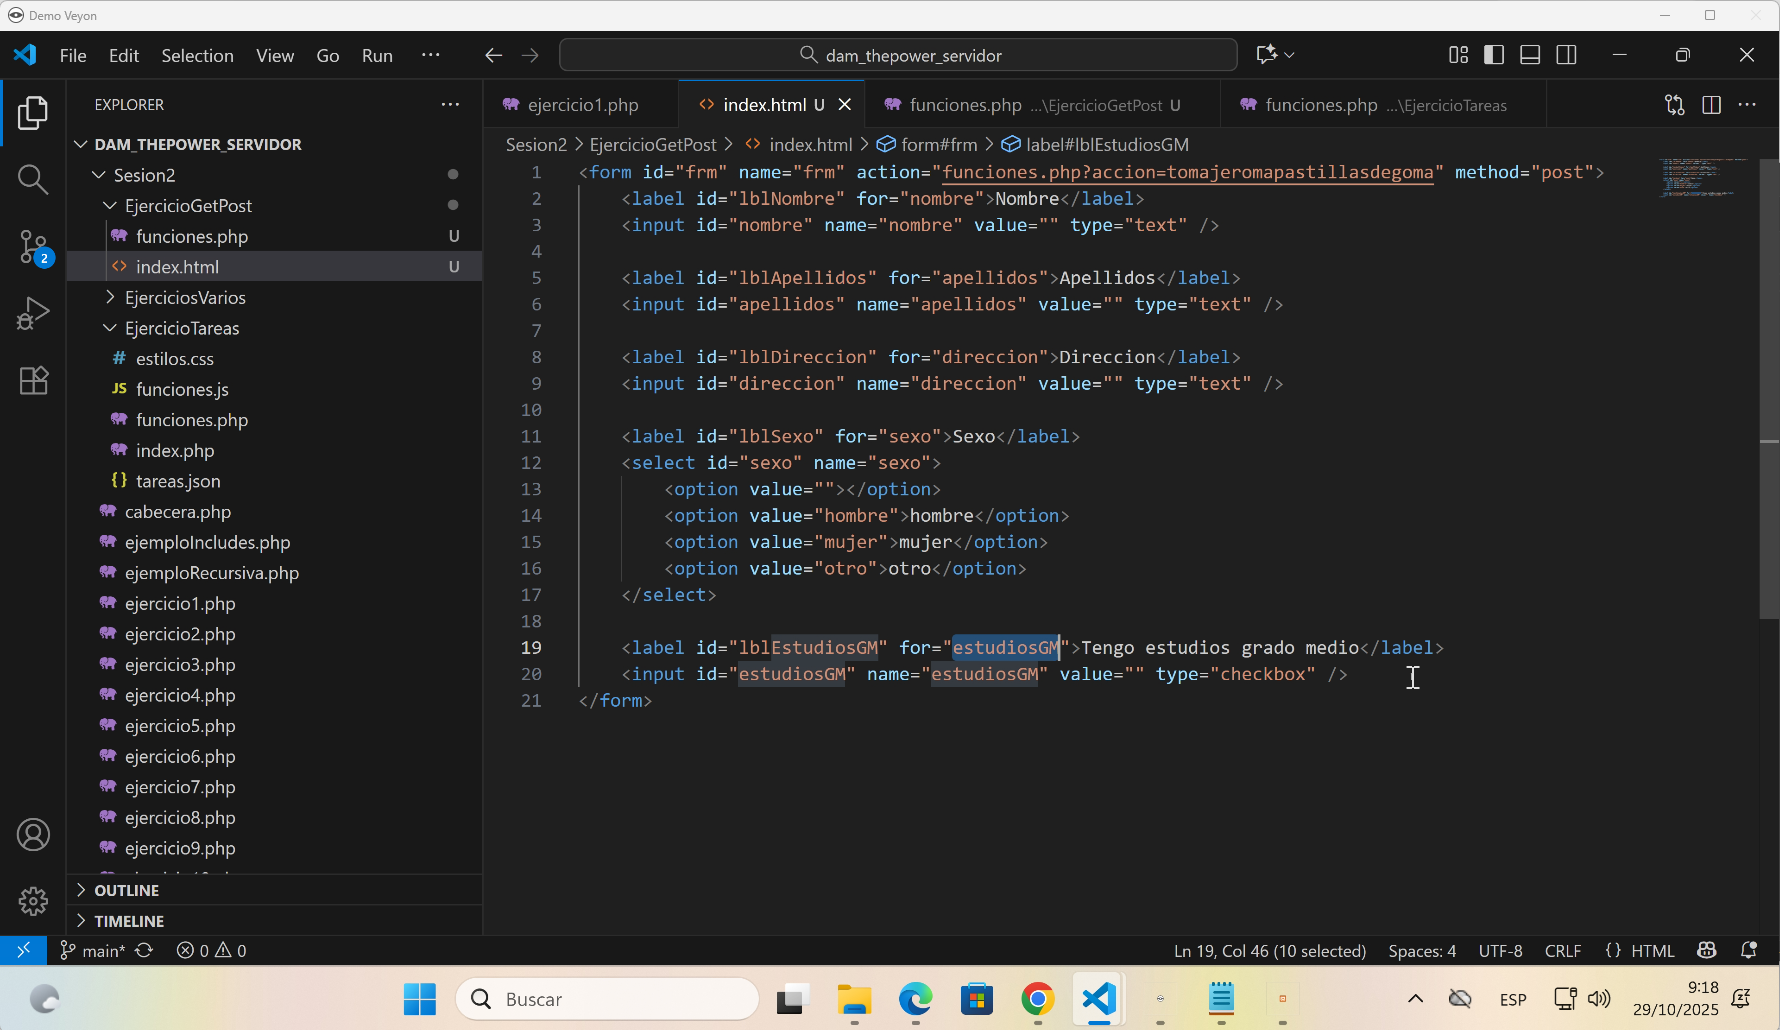 Demo Veyon
File Edit Selection View Go Run ··· dam_thepower_servidor
EXPLORER ···
DAM_THEPOWER_SERVIDOR
Sesion2
EjercicioGetPost
funciones.php U
index.html U
EjerciciosVarios
EjercicioTareas
# estilos.css
JS funciones.js
funciones.php
index.php
{} tareas.json
cabecera.php
ejemploIncludes.php
ejemploRecursiva.php
ejercicio1.php
ejercicio2.php
ejercicio3.php
ejercicio4.php
ejercicio5.php
ejercicio6.php
ejercicio7.php
ejercicio8.php
ejercicio9.php
OUTLINE
TIMELINE
2
ejercicio1.php <> index.html U funciones.php ...\EjercicioGetPost U funciones.php ...\EjercicioTareas
Sesion2 > EjercicioGetPost > <> index.html > form#frm > label#lblEstudiosGM
1 <form id="frm" name="frm" action="funciones.php?accion=tomajeromapastillasdegoma" method="post">
2 <label id="lblNombre" for="nombre">Nombre</label>
3 <input id="nombre" name="nombre" value="" type="text" />
4
5 <label id="lblApellidos" for="apellidos">Apellidos</label>
6 <input id="apellidos" name="apellidos" value="" type="text" />
7
8 <label id="lblDireccion" for="direccion">Direccion</label>
9 <input id="direccion" name="direccion" value="" type="text" />
10
11 <label id="lblSexo" for="sexo">Sexo</label>
12 <select id="sexo" name="sexo">
13 <option value=""></option>
14 <option value="hombre">hombre</option>
15 <option value="mujer">mujer</option>
16 <option value="otro">otro</option>
17 </select>
18
19 <label id="lblEstudiosGM" for="estudiosGM">Tengo estudios grado medio</label>
20 <input id="estudiosGM" name="estudiosGM" value="" type="checkbox" />
21 </form>
main* 0 0 Ln 19, Col 46 (10 selected) Spaces: 4 UTF-8 CRLF {} HTML
Buscar ESP 9:18
29/10/2025